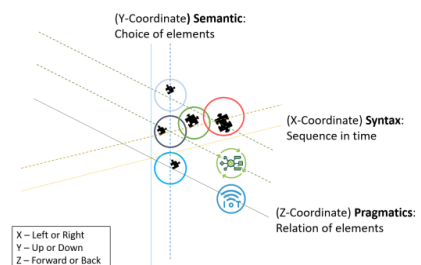 (Y-Coordinate) Semantic:
Choice of elements
(X-Coordinate) Syntax:
Sequence in time
IoT
(Z-Coordinate) Pragmatics:
Relation of elements
X – Left or Right
Y – Up or Down
Z – Forward or Back